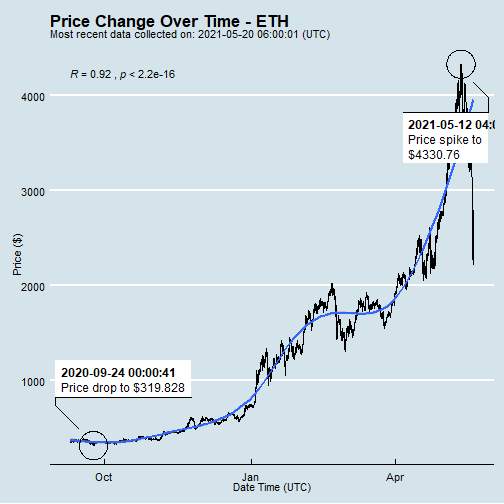 Price Change Over Time - ETH
Most recent data collected on: 2021-05-20 06:00:01 (UTC)
R = 0.92 , p < 2.2e-16
4000
3000
2000
1000
Price ($)
2021-05-12 04:0
Price spike to
$4330.76
2020-09-24 00:00:41
Price drop to $319.828
Oct
Jan
Apr
Date Time (UTC)